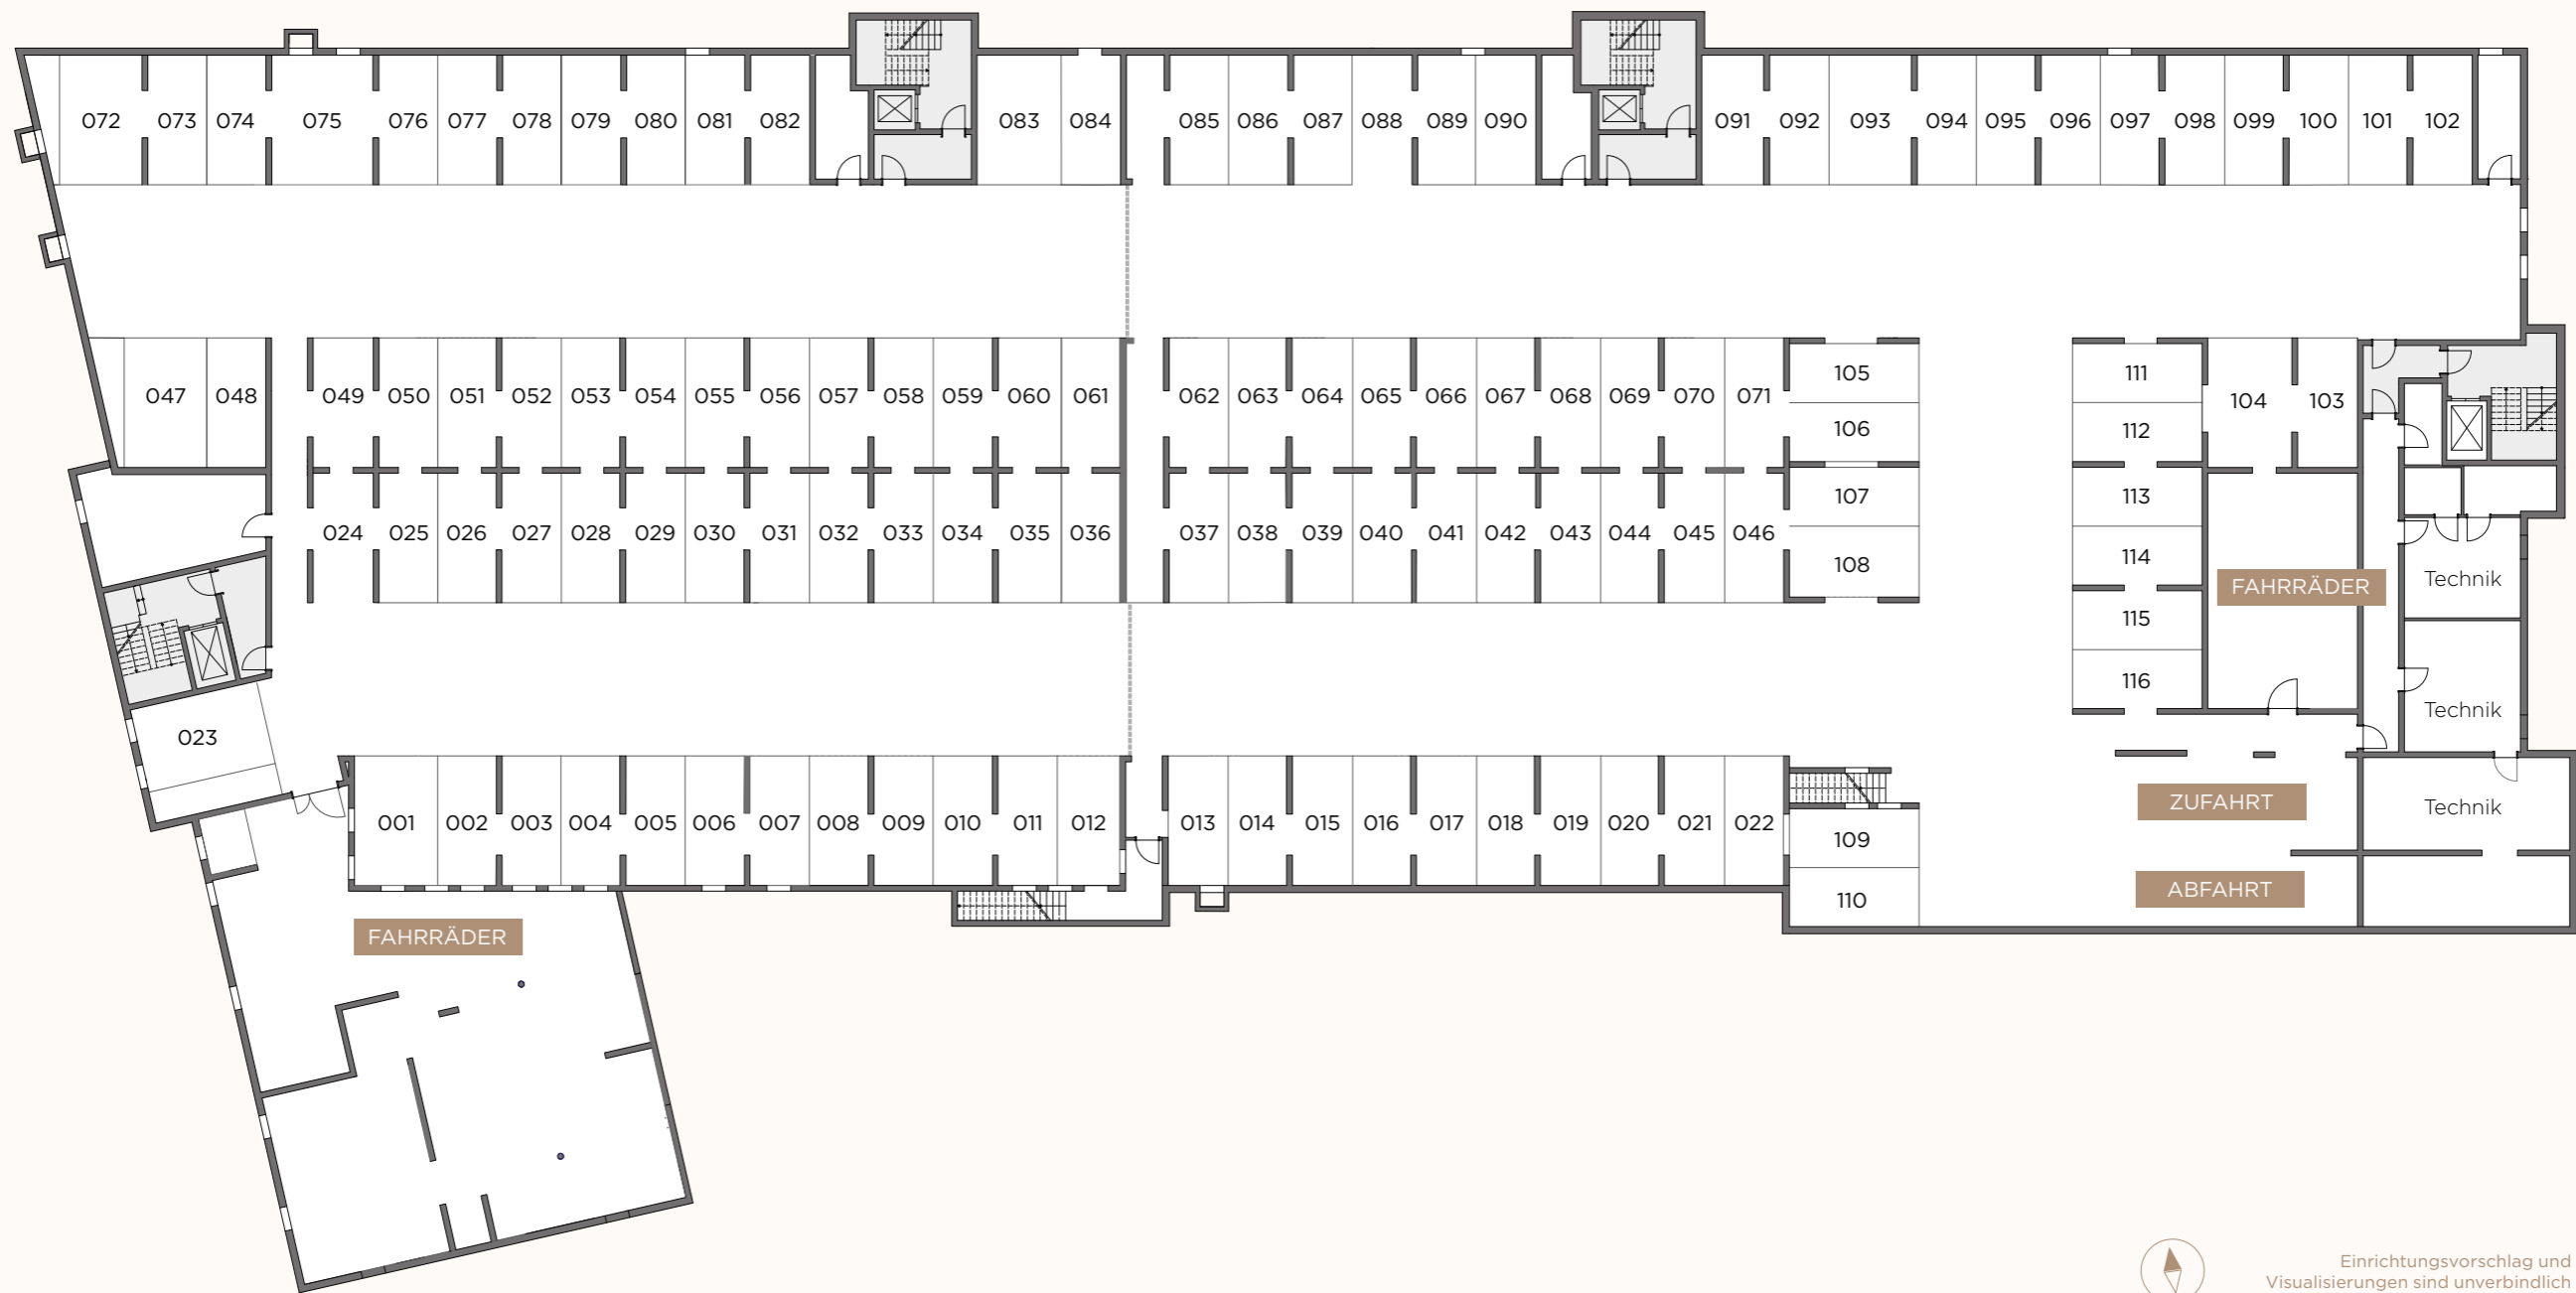 072 073 074 075 076 077 078 079 080 081 082 083 084 085 086 087 088 089 090 091 092 093 094 095 096 097 098 099 100 101 102
047 048 049 050 051 052 053 054 055 056 057 058 059 060 061 062 063 064 065 066 067 068 069 070 071 105 111 104 103
106 112
107 113
024 025 026 027 028 029 030 031 032 033 034 035 036 037 038 039 040 041 042 043 044 045 046
108 114
FAHRRÄDER Technik
115
116
023 Technik
ZUFAHRT Technik
001 002 003 004 005 006 007 008 009 010 011 012 013 014 015 016 017 018 019 020 021 022
109
110 ABFAHRT
FAHRRÄDER
Einrichtungsvorschlag und
Visualisierungen sind unverbindlich